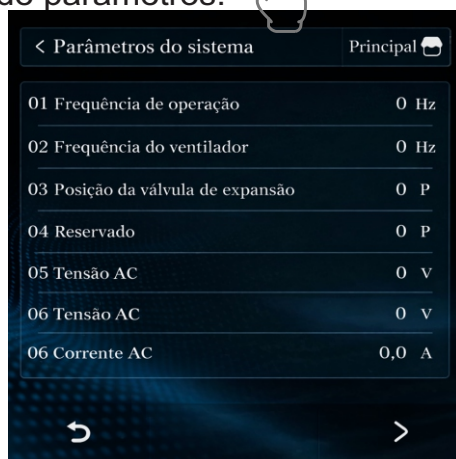 de parâmetros.
< Parâmetros do sistema Principal
01 Frequência de operação 0 Hz
02 Frequência do ventilador 0 Hz
03 Posição da válvula de expansão 0 P
04 Reservado 0 P
05 Tensão AC 0 V
06 Tensão AC 0 V
06 Corrente AC 0,0 A